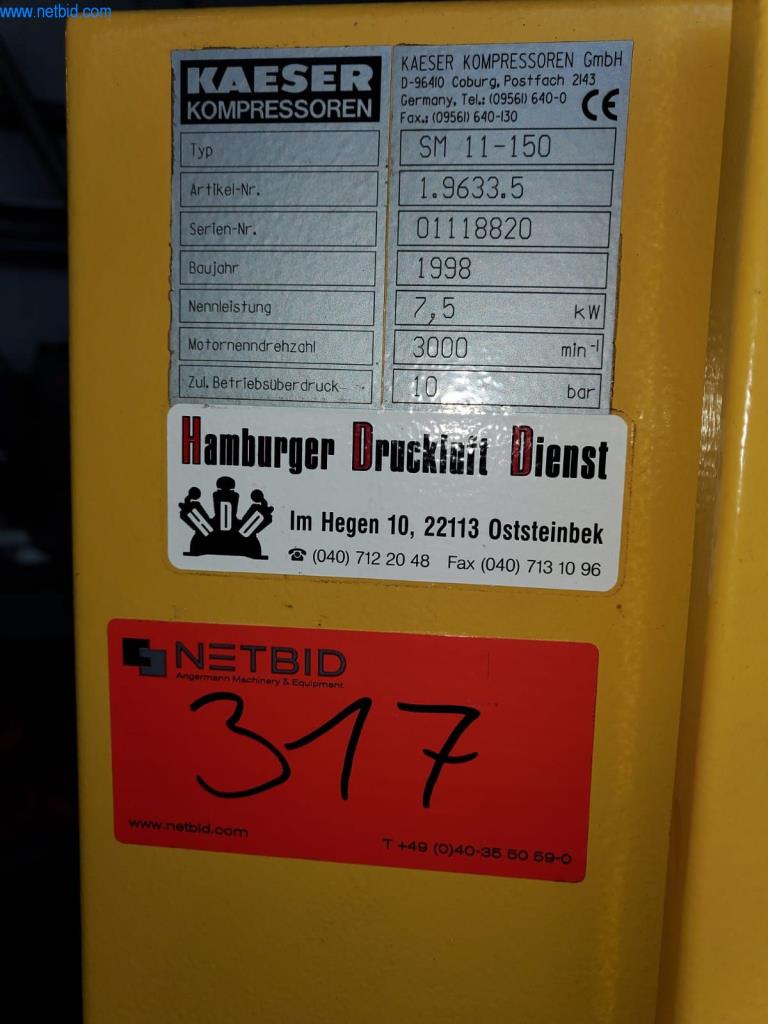 www.netbid.com
KAESER
KOMPRESSOREN
KAESER KOMPRESSOREN GmbH
D-96410 Coburg, Postfach 2143
Germany, Tel.: (09561) 640-0
Fax.: (09561) 640-130
CE
Typ SM 11-150
Artikel-Nr. 1.9633.5
Serien-Nr. 01118820
Baujahr 1998
Nennleistung 7,5 kW
Motornenndrehzahl 3000 min⁻¹
Zul. Betriebsüberdruck 10 bar
Hamburger Druckluft Dienst
HDD
Im Hegen 10, 22113 Oststeinbek
☎ (040) 712 20 48 Fax (040) 713 10 96
NETBID
Angermann Machinery & Equipment
317
www.netbid.com
T +49 (0)40-35 50 59-0